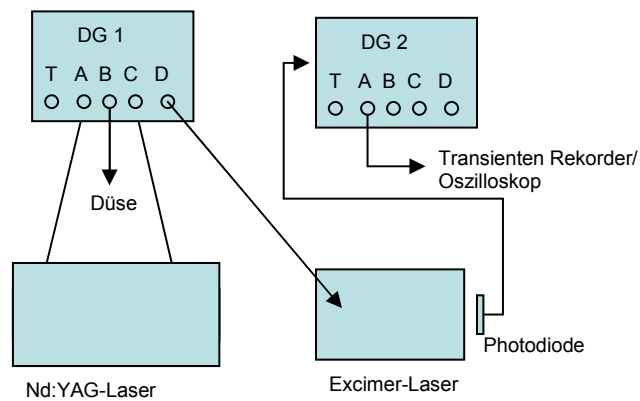 DG 1
T A B C D
Düse
Nd:YAG-Laser
DG 2
T A B C D
Transienten Rekorder/
Oszilloskop
Photodiode
Excimer-Laser